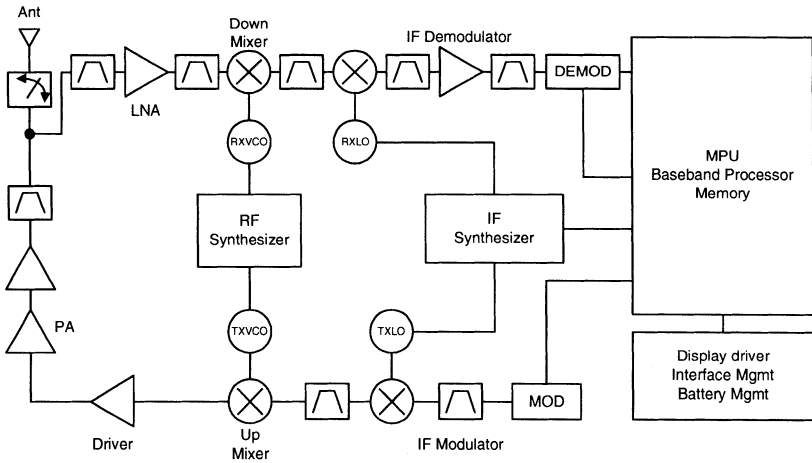 Ant
Down
Mixer
IF Demodulator
LNA
DEMOD
RXVCO
RXLO
MPU
Baseband Processor
Memory
RF
Synthesizer
IF
Synthesizer
PA
TXVCO
TXLO
Display driver
Interface Mgmt
Battery Mgmt
MOD
Driver
Up
Mixer
IF Modulator